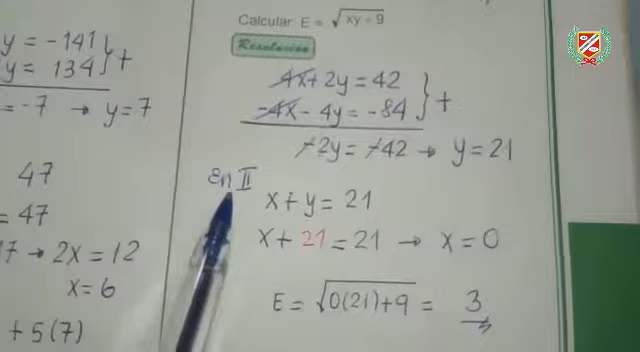 y = -141
y = 134 } +
= -7 → y = 7
47
= 47
17 → 2x = 12
x = 6
+ 5(7)
Calcular E = √xy + 9
Resolución
4x + 2y = 42
-4x - 4y = -84 } +
-2y = -42 → y = 21
En II
x + y = 21
x + 21 = 21 → x = 0
E = √0(21) + 9 = 3